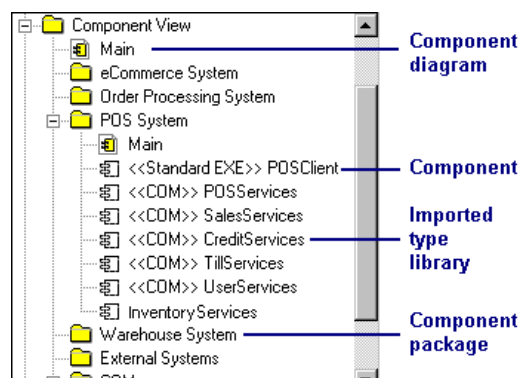 Component View
Main
eCommerce System
Order Processing System
POS System
Main
<<Standard EXE>> POSClient
<<COM>> POSServices
<<COM>> SalesServices
<<COM>> CreditServices
<<COM>> TillServices
<<COM>> UserServices
InventoryServices
Warehouse System
External Systems
Component
diagram
Component
Imported
type
library
Component
package